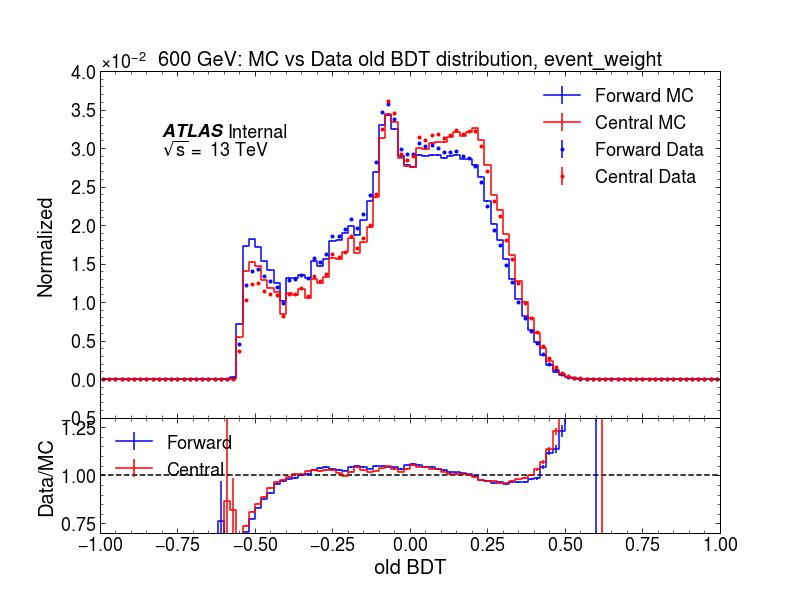 ×10⁻² 600 GeV: MC vs Data old BDT distribution, event_weight
4.0
3.5
3.0
2.5
2.0
1.5
1.0
0.5
0.0
−0.5
Normalized
ATLAS Internal
√s = 13 TeV
Forward MC
Central MC
Forward Data
Central Data
1.25
1.00
0.75
Data/MC
Forward
Central
−1.00 −0.75 −0.50 −0.25 0.00 0.25 0.50 0.75 1.00
old BDT